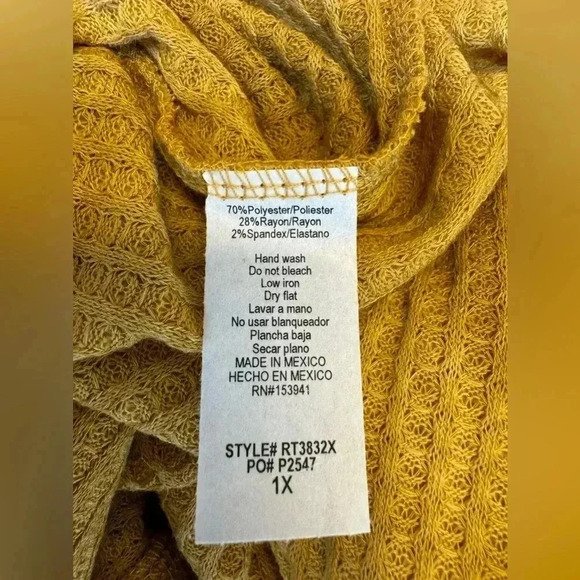 70%Polyester/Poliester
28%Rayon/Rayon
2%Spandex/Elastano
Hand wash
Do not bleach
Low iron
Dry flat
Lavar a mano
No usar blanqueador
Plancha baja
Secar plano
MADE IN MEXICO
HECHO EN MEXICO
RN#153941
STYLE# RT3832X
PO# P2547
1X